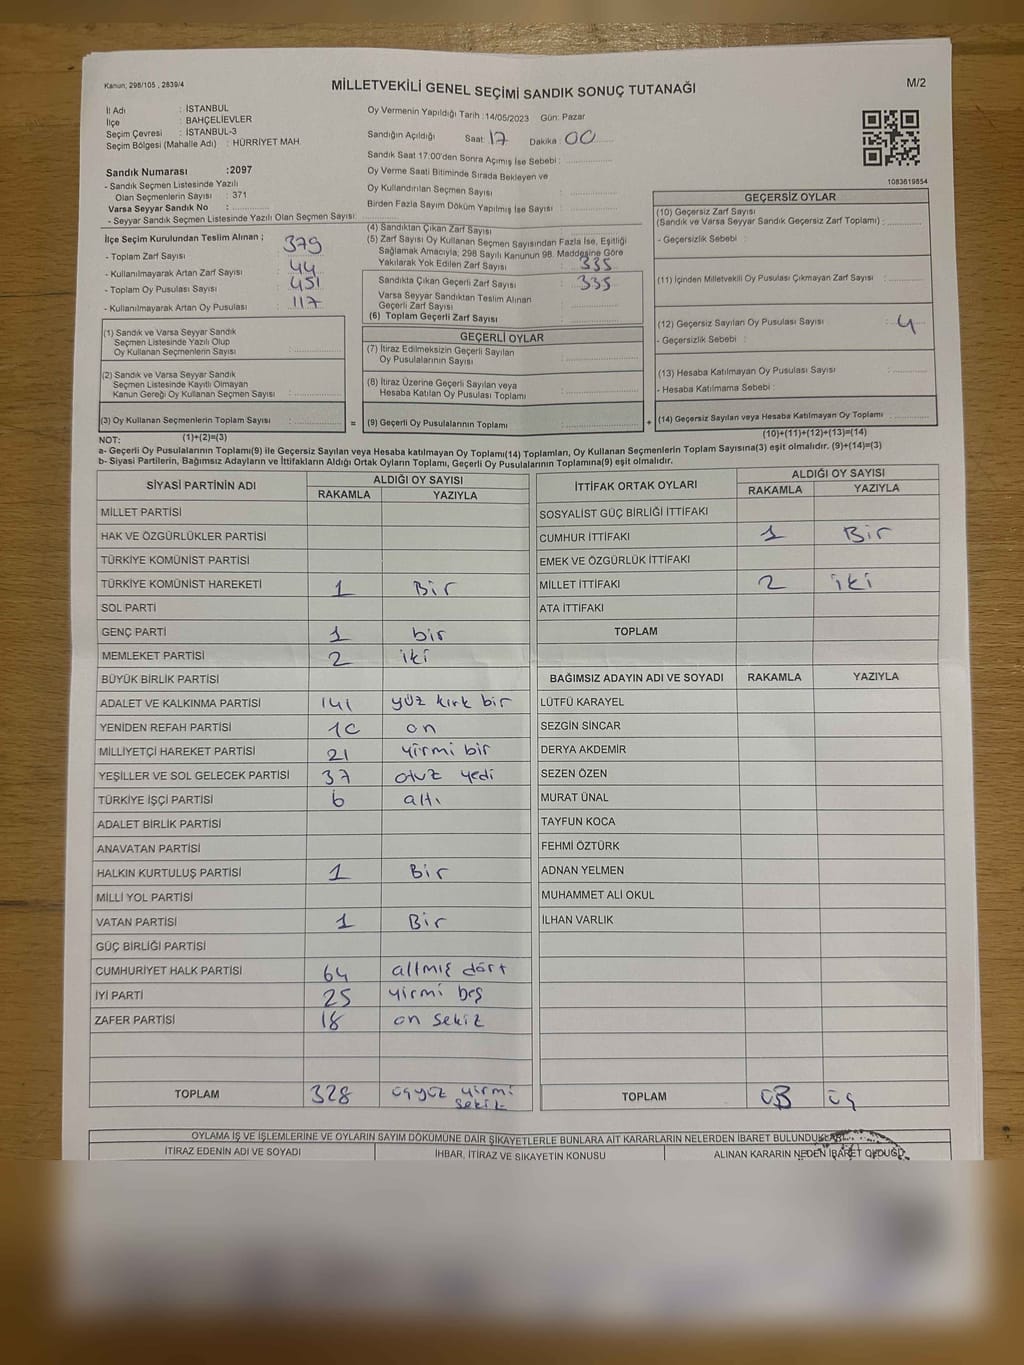 Kanun; 298/105 , 2839/4
MİLLETVEKİLİ GENEL SEÇİMİ SANDIK SONUÇ TUTANAĞI
M/2
İl Adı : İSTANBUL
İlçe : BAHÇELİEVLER
Seçim Çevresi : İSTANBUL-3
Seçim Bölgesi (Mahalle Adı) : HÜRRİYET MAH.
Oy Vermenin Yapıldığı Tarih :14/05/2023 Gün: Pazar
Sandığın Açıldığı Saat: 17 Dakika: 00
Sandık Saat 17:00'den Sonra Açımış İse Sebebi :
Oy Verme Saati Bitiminde Sırada Bekleyen ve
Oy Kullandırılan Seçmen Sayısı :
Birden Fazla Sayım Döküm Yapılmış İse Sayısı :
1083619854
Sandık Numarası :2097
- Sandık Seçmen Listesinde Yazılı
Olan Seçmenlerin Sayısı : 371
Varsa Seyyar Sandık No :
- Seyyar Sandık Seçmen Listesinde Yazılı Olan Seçmen Sayısı:
İlçe Seçim Kurulundan Teslim Alınan ;
- Toplam Zarf Sayısı : 379
- Kullanılmayarak Artan Zarf Sayısı : 44
- Toplam Oy Pusulası Sayısı : 451
- Kullanılmayarak Artan Oy Pusulası : 117
(1) Sandık ve Varsa Seyyar Sandık
Seçmen Listesinde Yazılı Olup
Oy Kullanan Seçmenlerin Sayısı :
(2) Sandık ve Varsa Seyyar Sandık
Seçmen Listesinde Kayıtlı Olmayan
Kanun Gereği Oy Kullanan Seçmen Sayısı :
(3) Oy Kullanan Seçmenlerin Toplam Sayısı :
(1)+(2)=(3)
(4) Sandıktan Çıkan Zarf Sayısı :
(5) Zarf Sayısı Oy Kullanan Seçmen Sayısından Fazla İse, Eşitliği
Sağlamak Amacıyla; 298 Sayılı Kanunun 98. Maddesine Göre
Yakılarak Yok Edilen Zarf Sayısı : 335
Sandıkta Çıkan Geçerli Zarf Sayısı : 335
Varsa Seyyar Sandıktan Teslim Alınan
Geçerli Zarf Sayısı :
(6) Toplam Geçerli Zarf Sayısı :
GEÇERLİ OYLAR
(7) İtiraz Edilmeksizin Geçerli Sayılan
Oy Pusulalarının Sayısı :
(8) İtiraz Üzerine Geçerli Sayılan veya
Hesaba Katılan Oy Pusulası Toplamı :
= (9) Geçerli Oy Pusulalarının Toplamı :
GEÇERSİZ OYLAR
(10) Geçersiz Zarf Sayısı
(Sandık ve Varsa Seyyar Sandık Geçersiz Zarf Toplamı) :
- Geçersizlik Sebebi :
(11) İçinden Milletvekili Oy Pusulası Çıkmayan Zarf Sayısı :
(12) Geçersiz Sayılan Oy Pusulası Sayısı : 4
- Geçersizlik Sebebi :
(13) Hesaba Katılmayan Oy Pusulası Sayısı :
- Hesaba Katılmama Sebebi :
+ (14) Geçersiz Sayılan veya Hesaba Katılmayan Oy Toplamı :
(10)+(11)+(12)+(13)=(14)
NOT:
a- Geçerli Oy Pusulalarının Toplamı(9) ile Geçersiz Sayılan veya Hesaba katılmayan Oy Toplamı(14) Toplamları, Oy Kullanan Seçmenlerin Toplam Sayısına(3) eşit olmalıdır. (9)+(14)=(3)
b- Siyasi Partilerin, Bağımsız Adayların ve İttifakların Aldığı Ortak Oyların Toplamı, Geçerli Oy Pusulalarının Toplamına(9) eşit olmalıdır.
SİYASİ PARTİNİN ADI ALDIĞI OY SAYISI
RAKAMLA YAZIYLA
MİLLET PARTİSİ
HAK VE ÖZGÜRLÜKLER PARTİSİ
TÜRKİYE KOMÜNİST PARTİSİ
TÜRKİYE KOMÜNİST HAREKETİ 1 Bir
SOL PARTİ
GENÇ PARTİ 1 bir
MEMLEKET PARTİSİ 2 iki
BÜYÜK BİRLİK PARTİSİ
ADALET VE KALKINMA PARTİSİ 141 yüz kırk bir
YENİDEN REFAH PARTİSİ 10 on
MİLLİYETÇİ HAREKET PARTİSİ 21 yirmi bir
YEŞİLLER VE SOL GELECEK PARTİSİ 37 otuz yedi
TÜRKİYE İŞÇİ PARTİSİ 6 altı
ADALET BİRLİK PARTİSİ
ANAVATAN PARTİSİ
HALKIN KURTULUŞ PARTİSİ 1 Bir
MİLLİ YOL PARTİSİ
VATAN PARTİSİ 1 Bir
GÜÇ BİRLİĞİ PARTİSİ
CUMHURİYET HALK PARTİSİ 64 altmış dört
İYİ PARTİ 25 yirmi beş
ZAFER PARTİSİ 18 on sekiz
TOPLAM 328 üçyüz yirmi
sekiz
İTTİFAK ORTAK OYLARI ALDIĞI OY SAYISI
RAKAMLA YAZIYLA
SOSYALİST GÜÇ BİRLİĞİ İTTİFAKI
CUMHUR İTTİFAKI 1 Bir
EMEK VE ÖZGÜRLÜK İTTİFAKI
MİLLET İTTİFAKI 2 iki
ATA İTTİFAKI
TOPLAM
BAĞIMSIZ ADAYIN ADI VE SOYADI RAKAMLA YAZIYLA
LÜTFÜ KARAYEL
SEZGİN SİNCAR
DERYA AKDEMİR
SEZEN ÖZEN
MURAT ÜNAL
TAYFUN KOCA
FEHMİ ÖZTÜRK
ADNAN YELMEN
MUHAMMET ALİ OKUL
İLHAN VARLIK
TOPLAM üç
OYLAMA İŞ VE İŞLEMLERİNE VE OYLARIN SAYIM DÖKÜMÜNE DAİR ŞİKAYETLERLE BUNLARA AİT KARARLARIN NELERDEN İBARET BULUNDUKLARI
İTİRAZ EDENİN ADI VE SOYADI İHBAR, İTİRAZ VE ŞİKAYETİN KONUSU ALINAN KARARIN NEDEN İBARET OLDUĞU